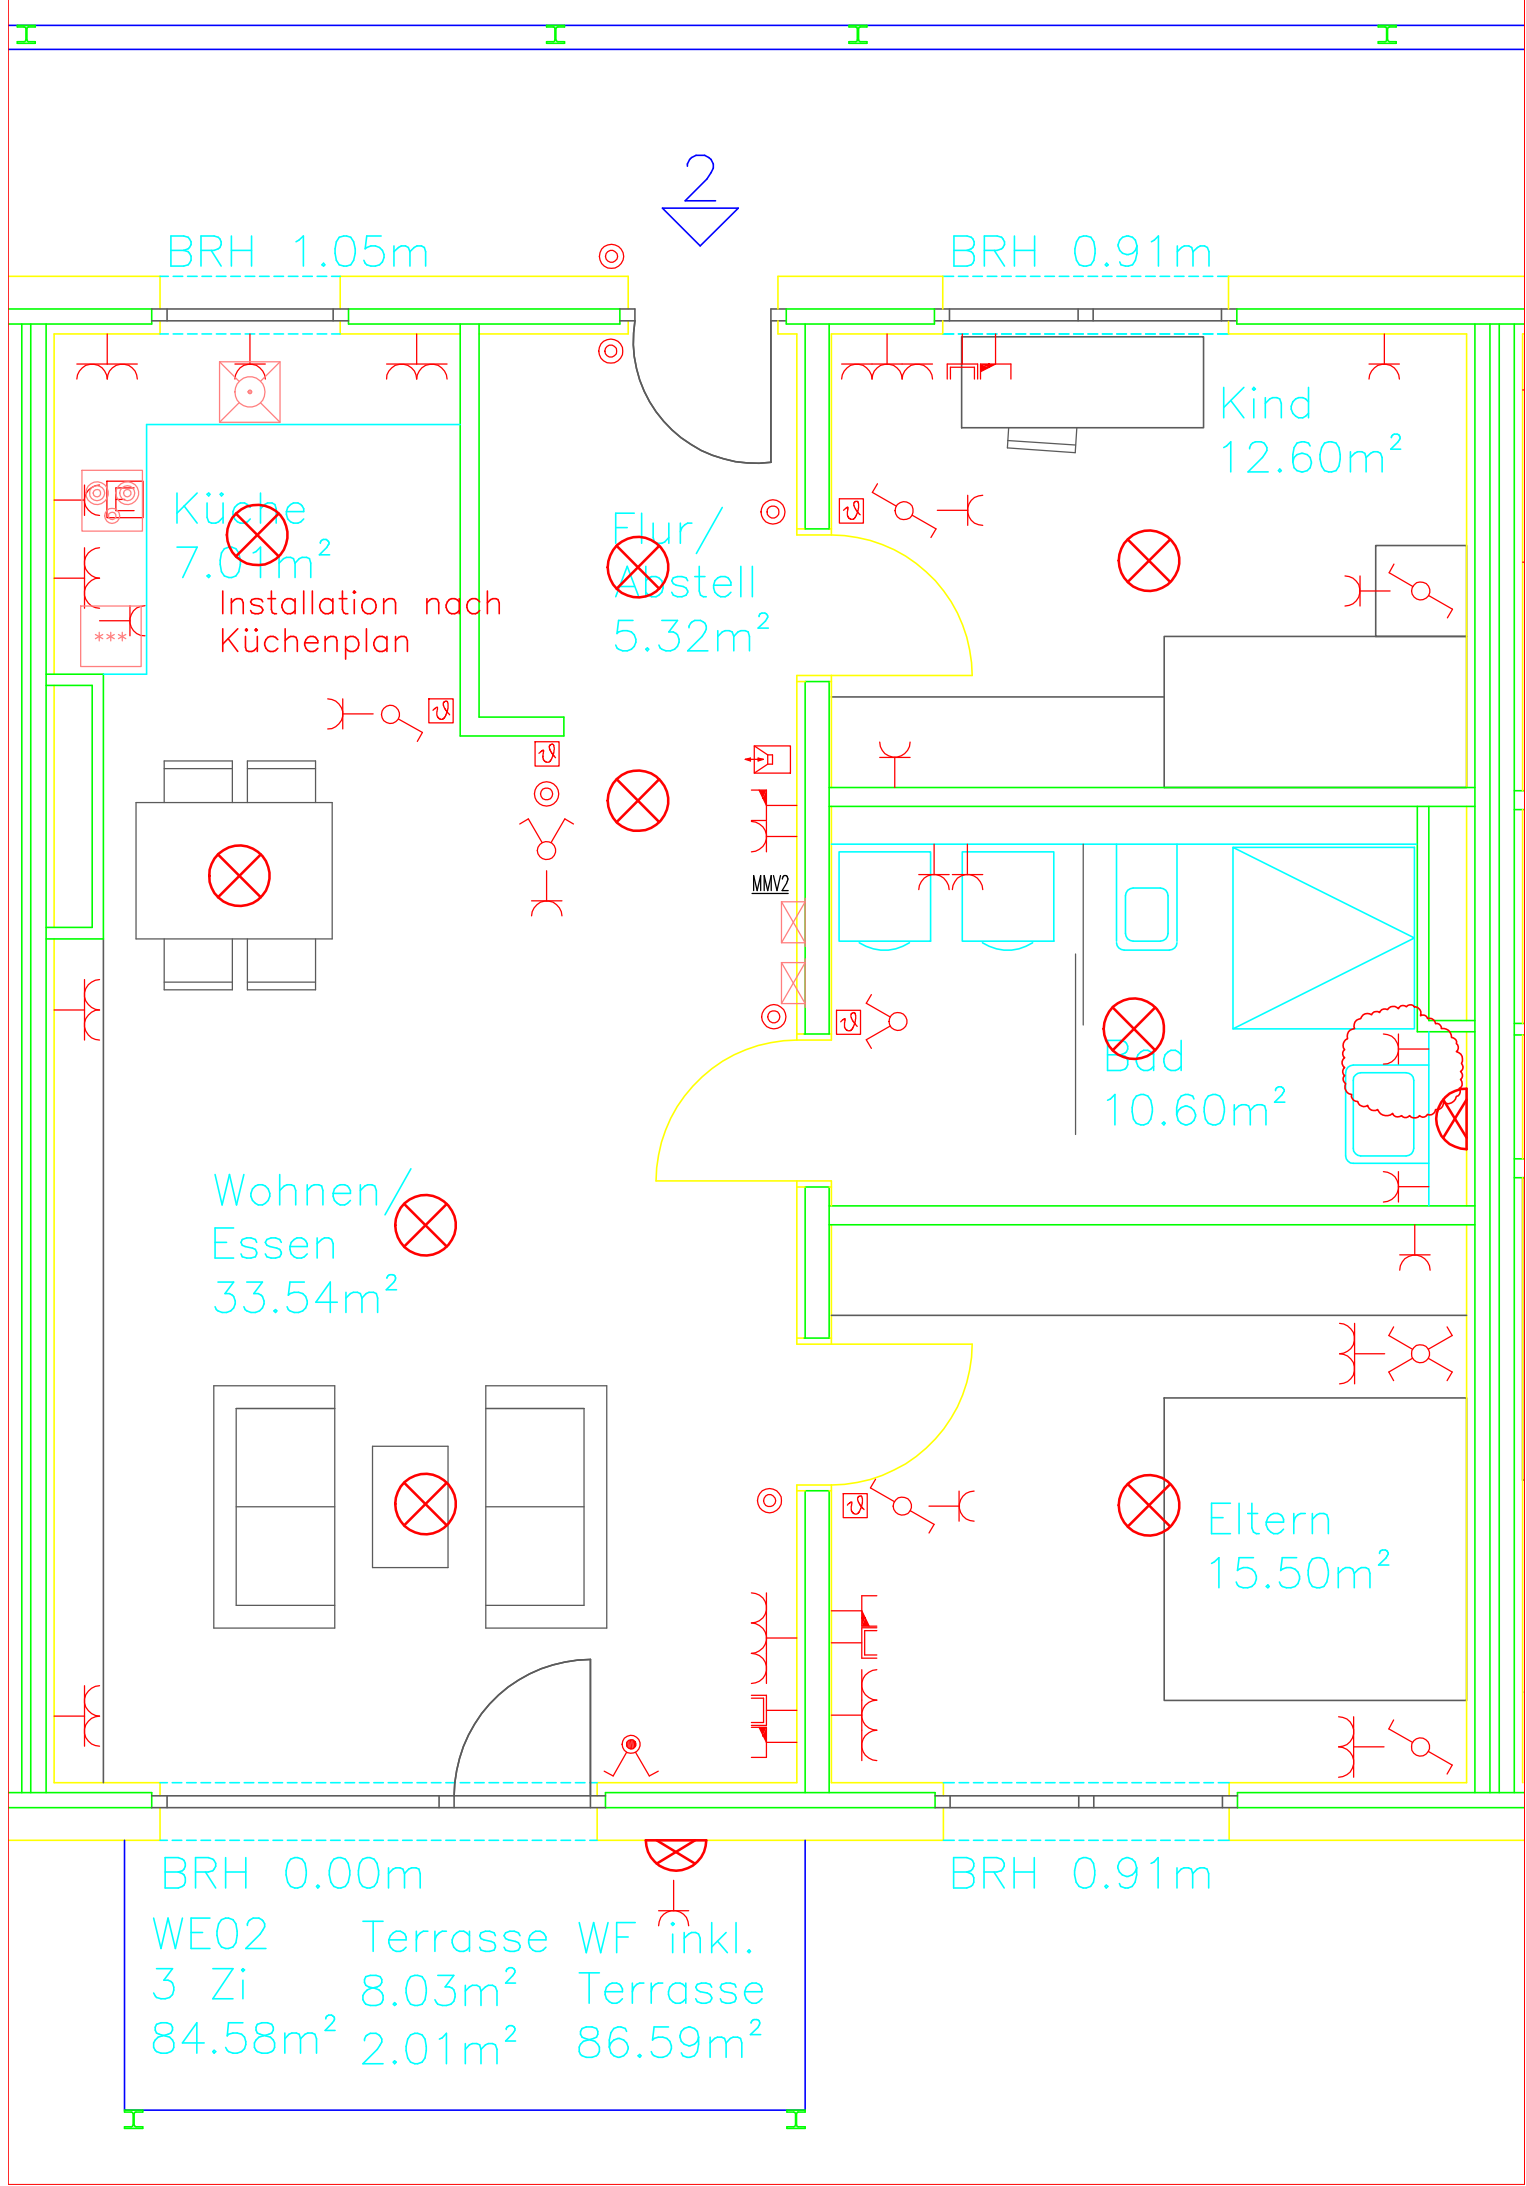 2
BRH 1.05m
BRH 0.91m
Kind
12.60m²
Küche
7.01m²
Installation nach
Küchenplan
***
Flur/
Abstell
5.32m²
MMV2
Bad
10.60m²
Wohnen/
Essen
33.54m²
Eltern
15.50m²
BRH 0.00m
BRH 0.91m
WE02
3 Zi
84.58m²
Terrasse
8.03m²
2.01m²
WF inkl.
Terrasse
86.59m²